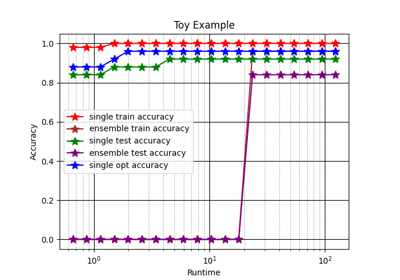 Toy Example
1.0
0.8
0.6
0.4
0.2
0.0
Accuracy
single train accuracy
ensemble train accuracy
single test accuracy
ensemble test accuracy
single opt accuracy
10⁰ 10¹ 10²
Runtime